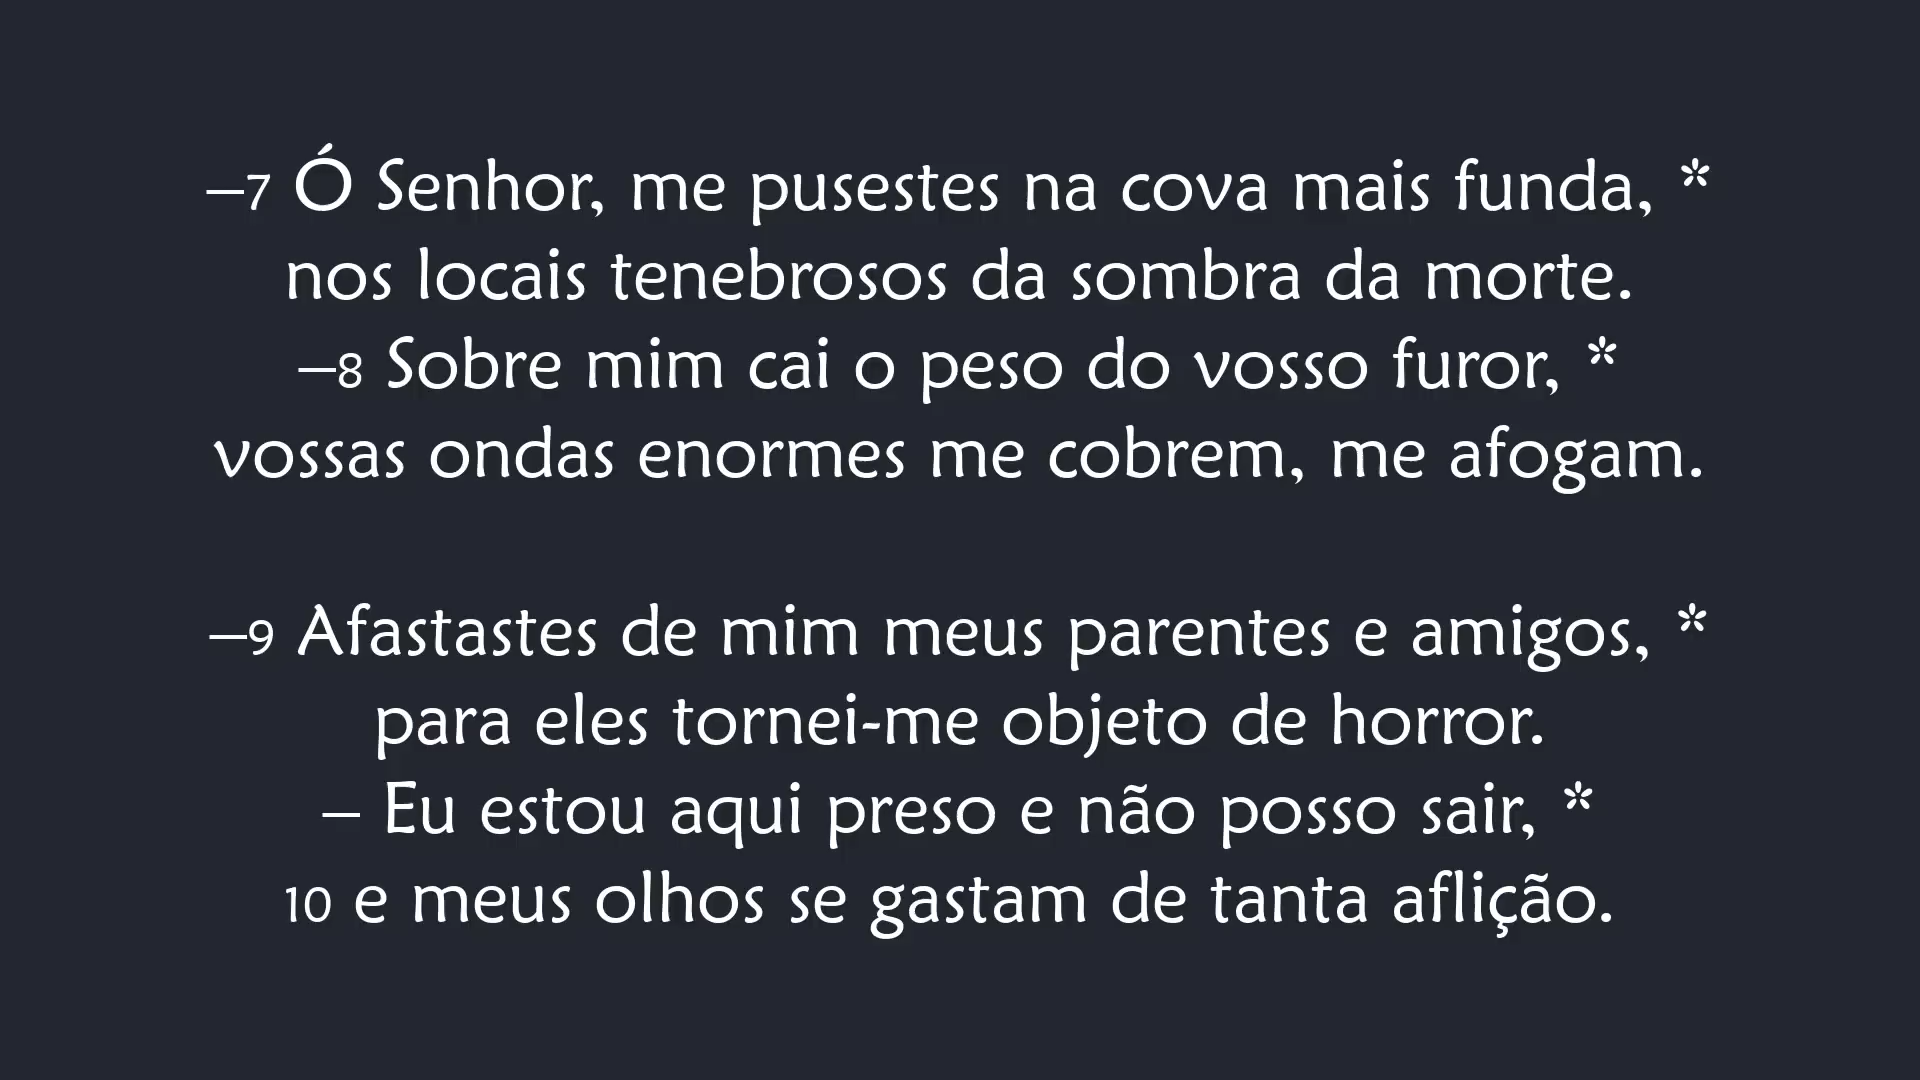 –7 Ó Senhor, me pusestes na cova mais funda, *
nos locais tenebrosos da sombra da morte.
–8 Sobre mim cai o peso do vosso furor, *
vossas ondas enormes me cobrem, me afogam.
–9 Afastastes de mim meus parentes e amigos, *
para eles tornei-me objeto de horror.
– Eu estou aqui preso e não posso sair, *
10 e meus olhos se gastam de tanta aflição.